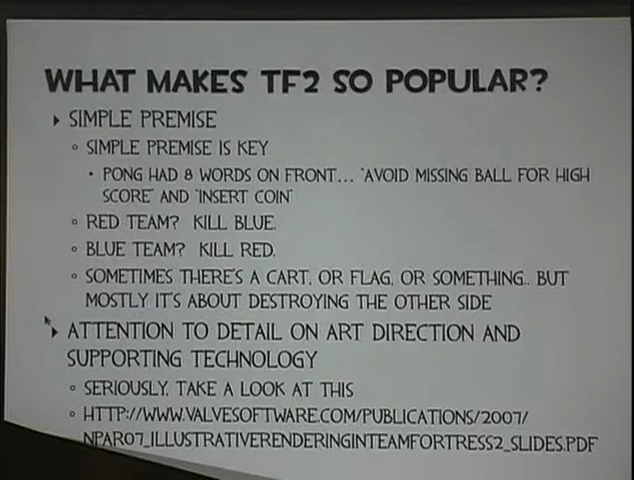 WHAT MAKES TF2 SO POPULAR?
SIMPLE PREMISE
SIMPLE PREMISE IS KEY
PONG HAD 8 WORDS ON FRONT... "AVOID MISSING BALL FOR HIGH
SCORE" AND "INSERT COIN"
RED TEAM? KILL BLUE.
BLUE TEAM? KILL RED.
SOMETIMES THERE'S A CART, OR FLAG, OR SOMETHING.. BUT
MOSTLY IT'S ABOUT DESTROYING THE OTHER SIDE
ATTENTION TO DETAIL ON ART DIRECTION AND
SUPPORTING TECHNOLOGY
SERIOUSLY, TAKE A LOOK AT THIS
HTTP://WWW.VALVESOFTWARE.COM/PUBLICATIONS/2007/
NPAR07_ILLUSTRATIVERENDERINGINTEAMFORTRESS2_SLIDES.PDF